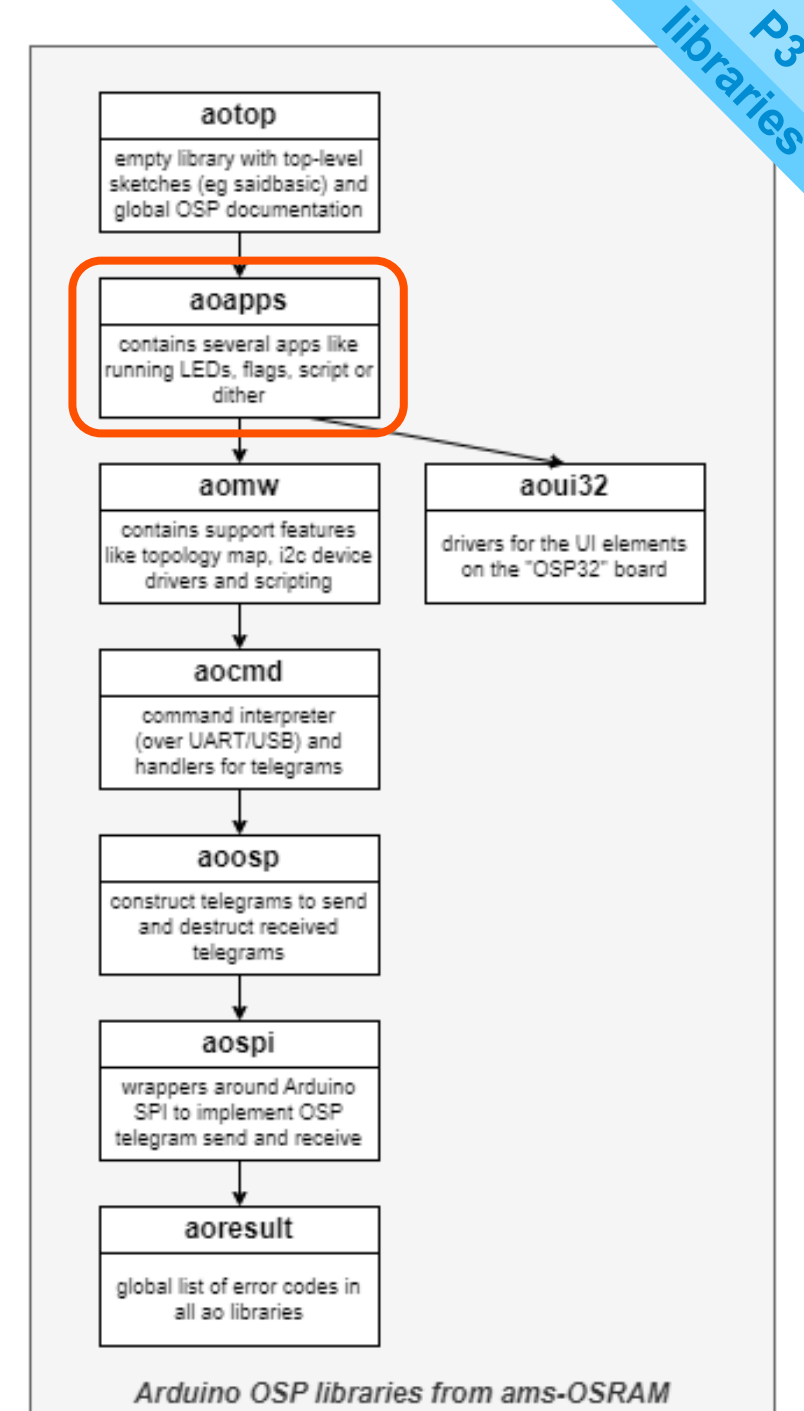 P3
libraries
aotop
empty library with top-level
sketches (eg saidbasic) and
global OSP documentation
aoapps
contains several apps like
running LEDs, flags, script or
dither
aomw
contains support features
like topology map, i2c device
drivers and scripting
aoui32
drivers for the UI elements
on the "OSP32" board
aocmd
command interpreter
(over UART/USB) and
handlers for telegrams
aoosp
construct telegrams to send
and destruct received
telegrams
aospi
wrappers around Arduino
SPI to implement OSP
telegram send and receive
aoresult
global list of error codes in
all ao libraries
Arduino OSP libraries from ams-OSRAM